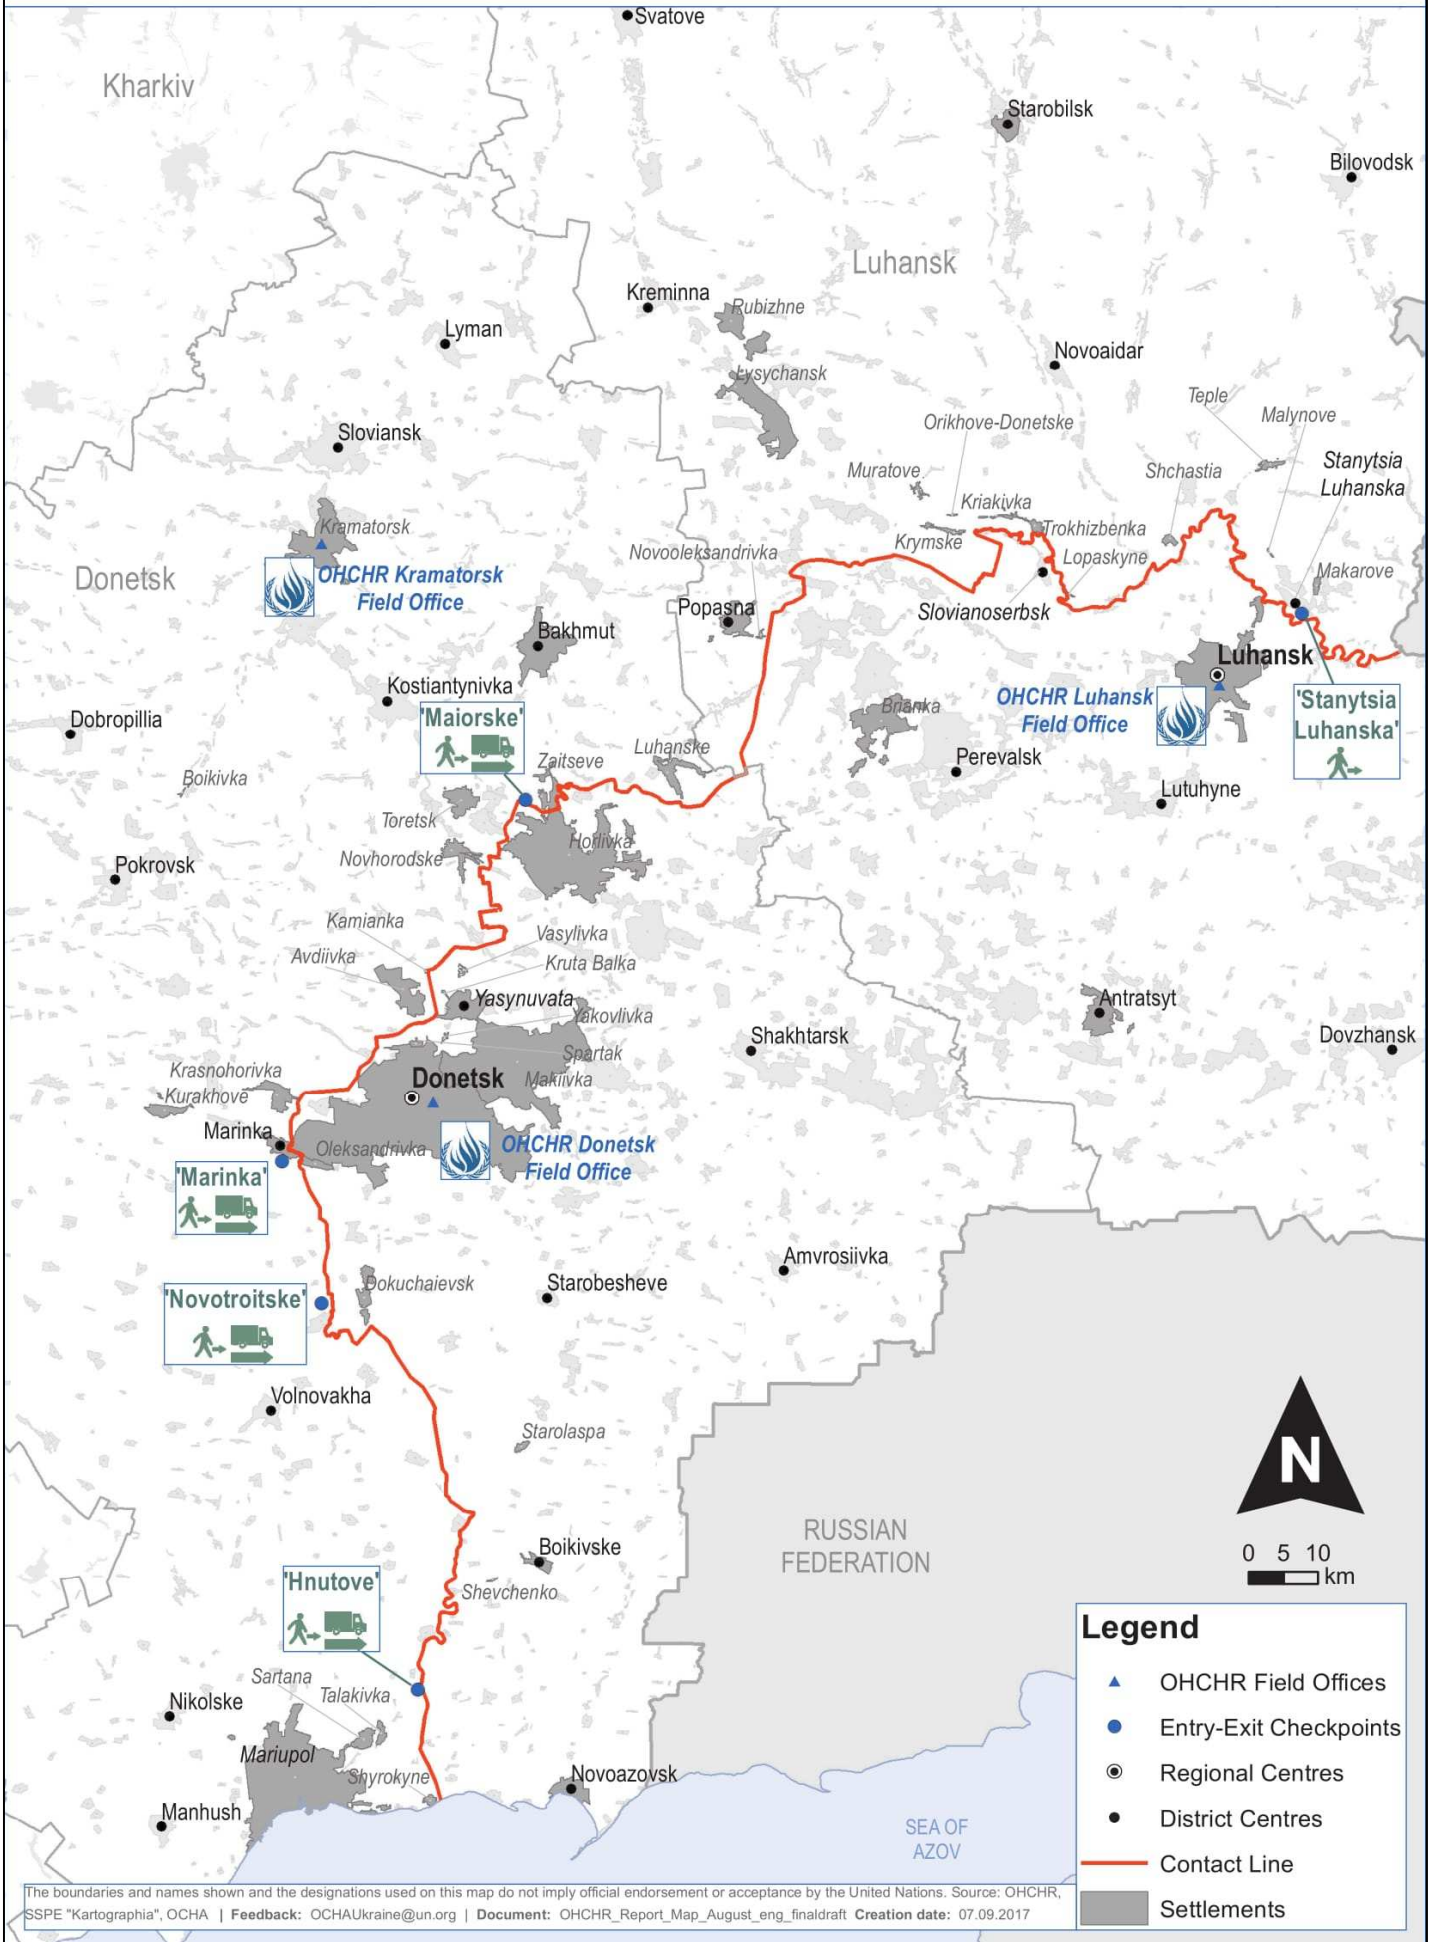 Svatove
Kharkiv
Starobilsk
Bilovodsk
Luhansk
Kreminna
Rubizhne
Lyman
Novoaidar
Lysychansk
Teple
Malynove
Orikhove-Donetske
Sloviansk
Stanytsia
Luhanska
Muratove
Shchastia
Kriakivka
Kramatorsk
Trokhizbenka
Krymske
Novooleksandrivka
Lopaskyne
Makarove
Donetsk
OHCHR Kramatorsk
Field Office
Popasna
Slovianoserbsk
Bakhmut
Luhansk
Kostiantynivka
OHCHR Luhansk
Field Office
'Stanytsia
Luhanska'
Dobropillia
'Maiorske'
Brianka
Luhanske
Zaitseve
Perevalsk
Boikivka
Lutuhyne
Toretsk
Horlivka
Novhorodske
Pokrovsk
Kamianka
Vasylivka
Avdiivka
Kruta Balka
Yasynuvata
Antratsyt
Yakovlivka
Shakhtarsk
Dovzhansk
Spartak
Krasnohorivka
Donetsk
Makiivka
Kurakhove
Marinka
Oleksandrivka
OHCHR Donetsk
Field Office
'Marinka'
Amvrosiivka
Dokuchaievsk
Starobesheve
'Novotroitske'
Volnovakha
Starolaspa
N
RUSSIAN
FEDERATION
Boikivske
0 5 10
km
'Hnutove'
Shevchenko
Legend
Sartana
OHCHR Field Offices
Talakivka
Nikolske
Entry-Exit Checkpoints
Mariupol
Shyrokyne
Novoazovsk
Regional Centres
Manhush
District Centres
SEA OF
AZOV
Contact Line
Settlements
The boundaries and names shown and the designations used on this map do not imply official endorsement or acceptance by the United Nations. Source: OHCHR,
SSPE "Kartographia", OCHA | Feedback: OCHAUkraine@un.org | Document: OHCHR_Report_Map_August_eng_finaldraft Creation date: 07.09.2017